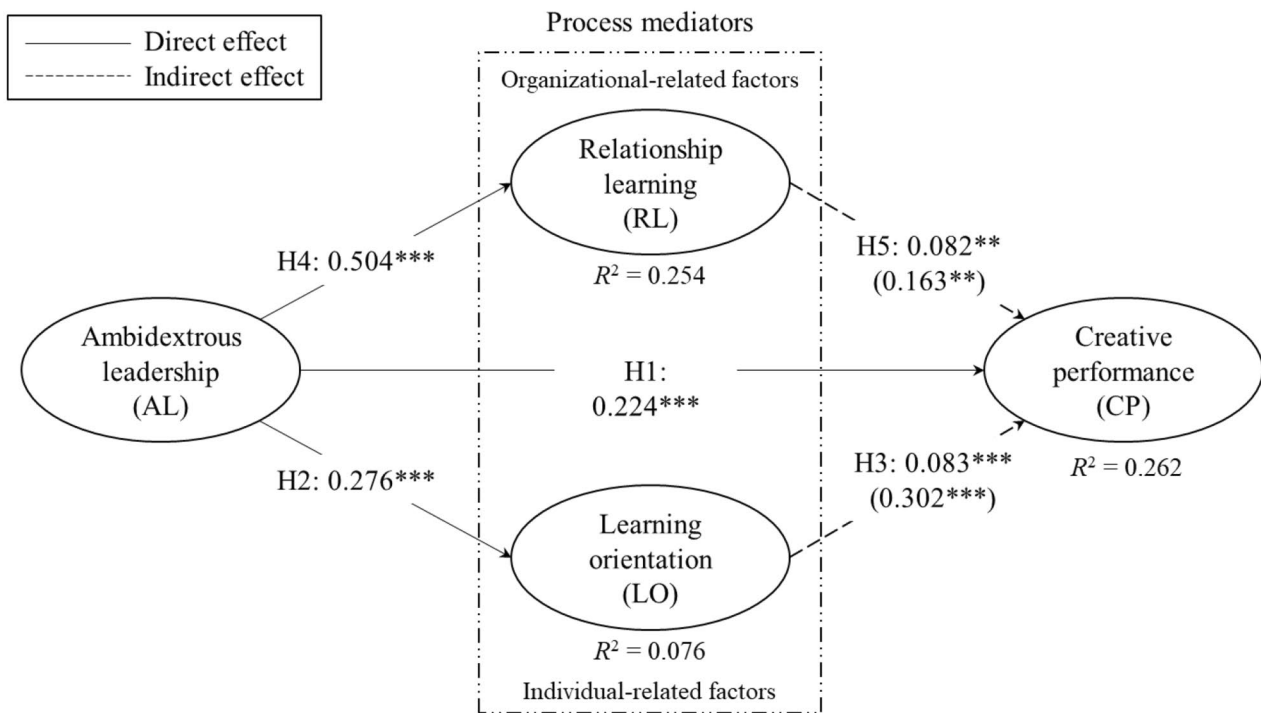 Direct effect
Indirect effect
Process mediators
Organizational-related factors
Relationship
learning
(RL)
R² = 0.254
H4: 0.504***
H5: 0.082**
(0.163**)
Ambidextrous
leadership
(AL)
H1:
0.224***
Creative
performance
(CP)
R² = 0.262
H2: 0.276***
H3: 0.083***
(0.302***)
Learning
orientation
(LO)
R² = 0.076
Individual-related factors